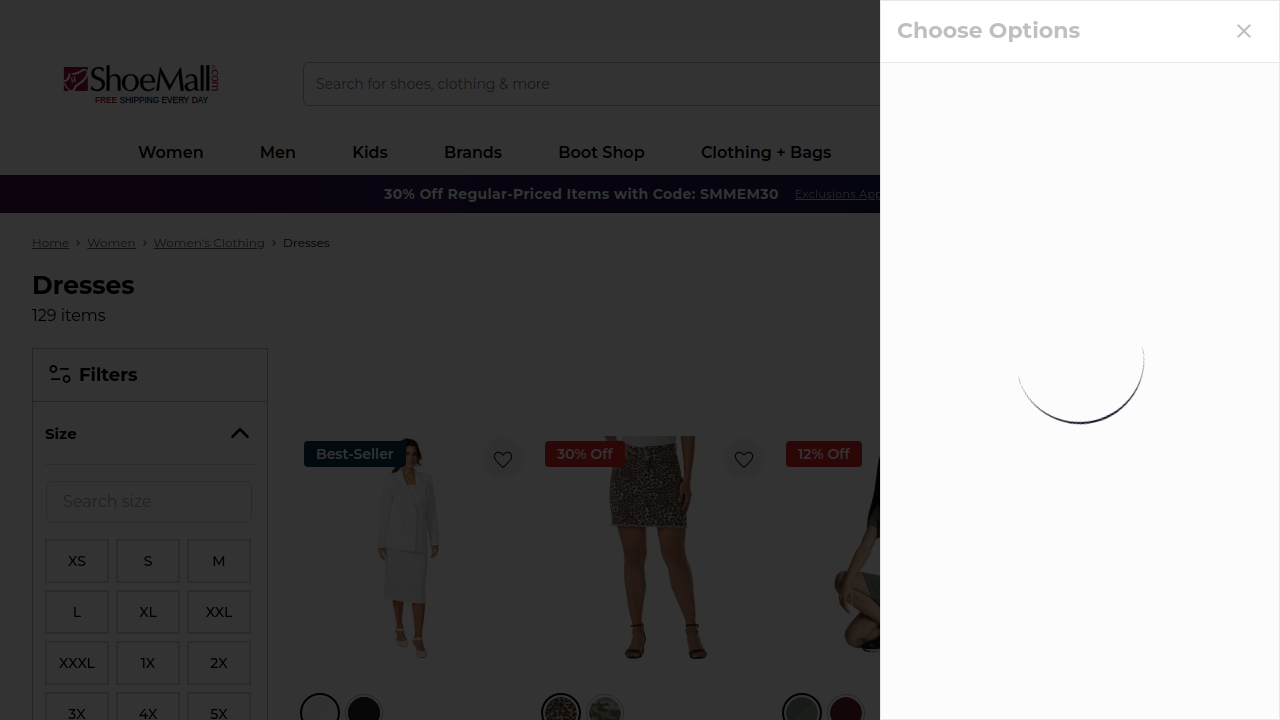 Choose Options
ShoeMall.com
FREE SHIPPING EVERY DAY
Search for shoes, clothing & more
Women
Men
Kids
Brands
Boot Shop
Clothing + Bags
30% Off Regular-Priced Items with Code: SMMEM30
Exclusions App
Home > Women > Women's Clothing > Dresses
Dresses
129 items
Filters
Size
Search size
XS
S
M
L
XL
XXL
XXXL
1X
2X
3X
4X
5X
Best-Seller
30% Off
12% Off